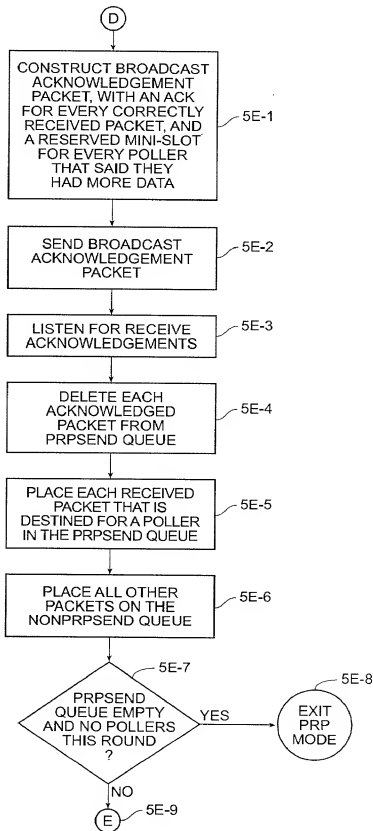 D
CONSTRUCT BROADCAST
ACKNOWLEDGEMENT
PACKET, WITH AN ACK
FOR EVERY CORRECTLY
RECEIVED PACKET, AND
A RESERVED MINI-SLOT
FOR EVERY POLLER
THAT SAID THEY
HAD MORE DATA
5E-1
SEND BROADCAST
ACKNOWLEDGEMENT
PACKET
5E-2
LISTEN FOR RECEIVE
ACKNOWLEDGEMENTS
5E-3
DELETE EACH
ACKNOWLEDGED
PACKET FROM
PRPSEND QUEUE
5E-4
PLACE EACH RECEIVED
PACKET THAT IS
DESTINED FOR A POLLER
IN THE PRPSEND QUEUE
5E-5
PLACE ALL OTHER
PACKETS ON THE
NONPRPSEND QUEUE
5E-6
5E-7
PRPSEND
QUEUE EMPTY
AND NO POLLERS
THIS ROUND
?
YES
5E-8
EXIT
PRP
MODE
NO
E
5E-9